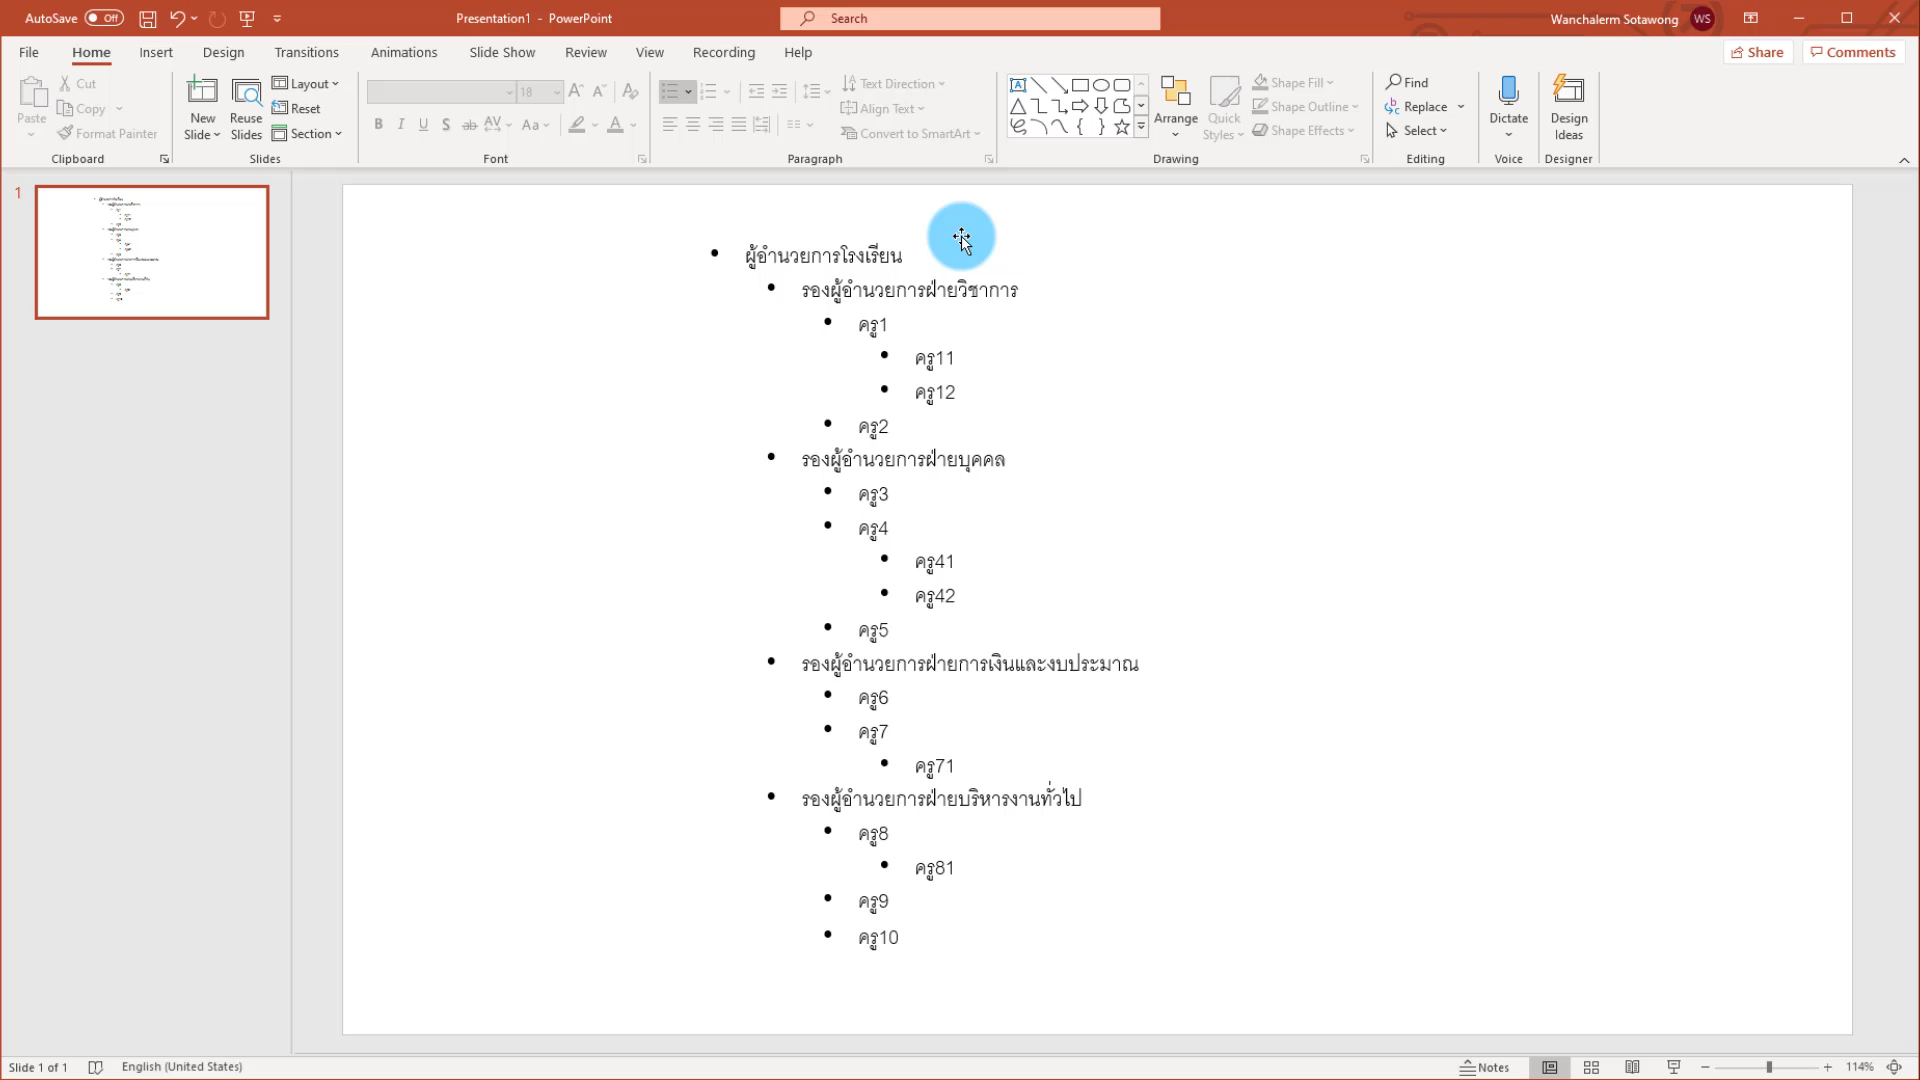 AutoSave Off Presentation1 - PowerPoint Search Wanchalerm Sotawong WS
File Home Insert Design Transitions Animations Slide Show Review View Recording Help Share Comments
Paste Cut Copy Format Painter Clipboard
New Slide Reuse Slides Layout Reset Section Slides
18 Font
Text Direction Align Text Convert to SmartArt Paragraph
Arrange Quick Styles Shape Fill Shape Outline Shape Effects Drawing
Find Replace Select Editing
Dictate Voice
Design Ideas Designer
1
• ผู้อำนวยการโรงเรียน
• รองผู้อำนวยการฝ่ายวิชาการ
• ครู1
• ครู11
• ครู12
• ครู2
• รองผู้อำนวยการฝ่ายบุคคล
• ครู3
• ครู4
• ครู41
• ครู42
• ครู5
• รองผู้อำนวยการฝ่ายการเงินและงบประมาณ
• ครู6
• ครู7
• ครู71
• รองผู้อำนวยการฝ่ายบริหารงานทั่วไป
• ครู8
• ครู81
• ครู9
• ครู10
Slide 1 of 1 English (United States) Notes 114%